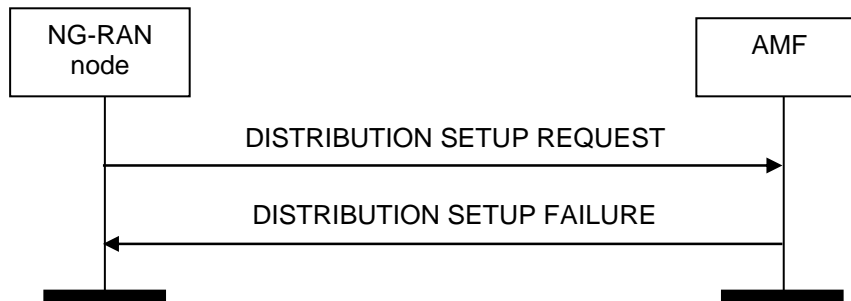 NG-RAN
node
AMF
DISTRIBUTION SETUP REQUEST
DISTRIBUTION SETUP FAILURE